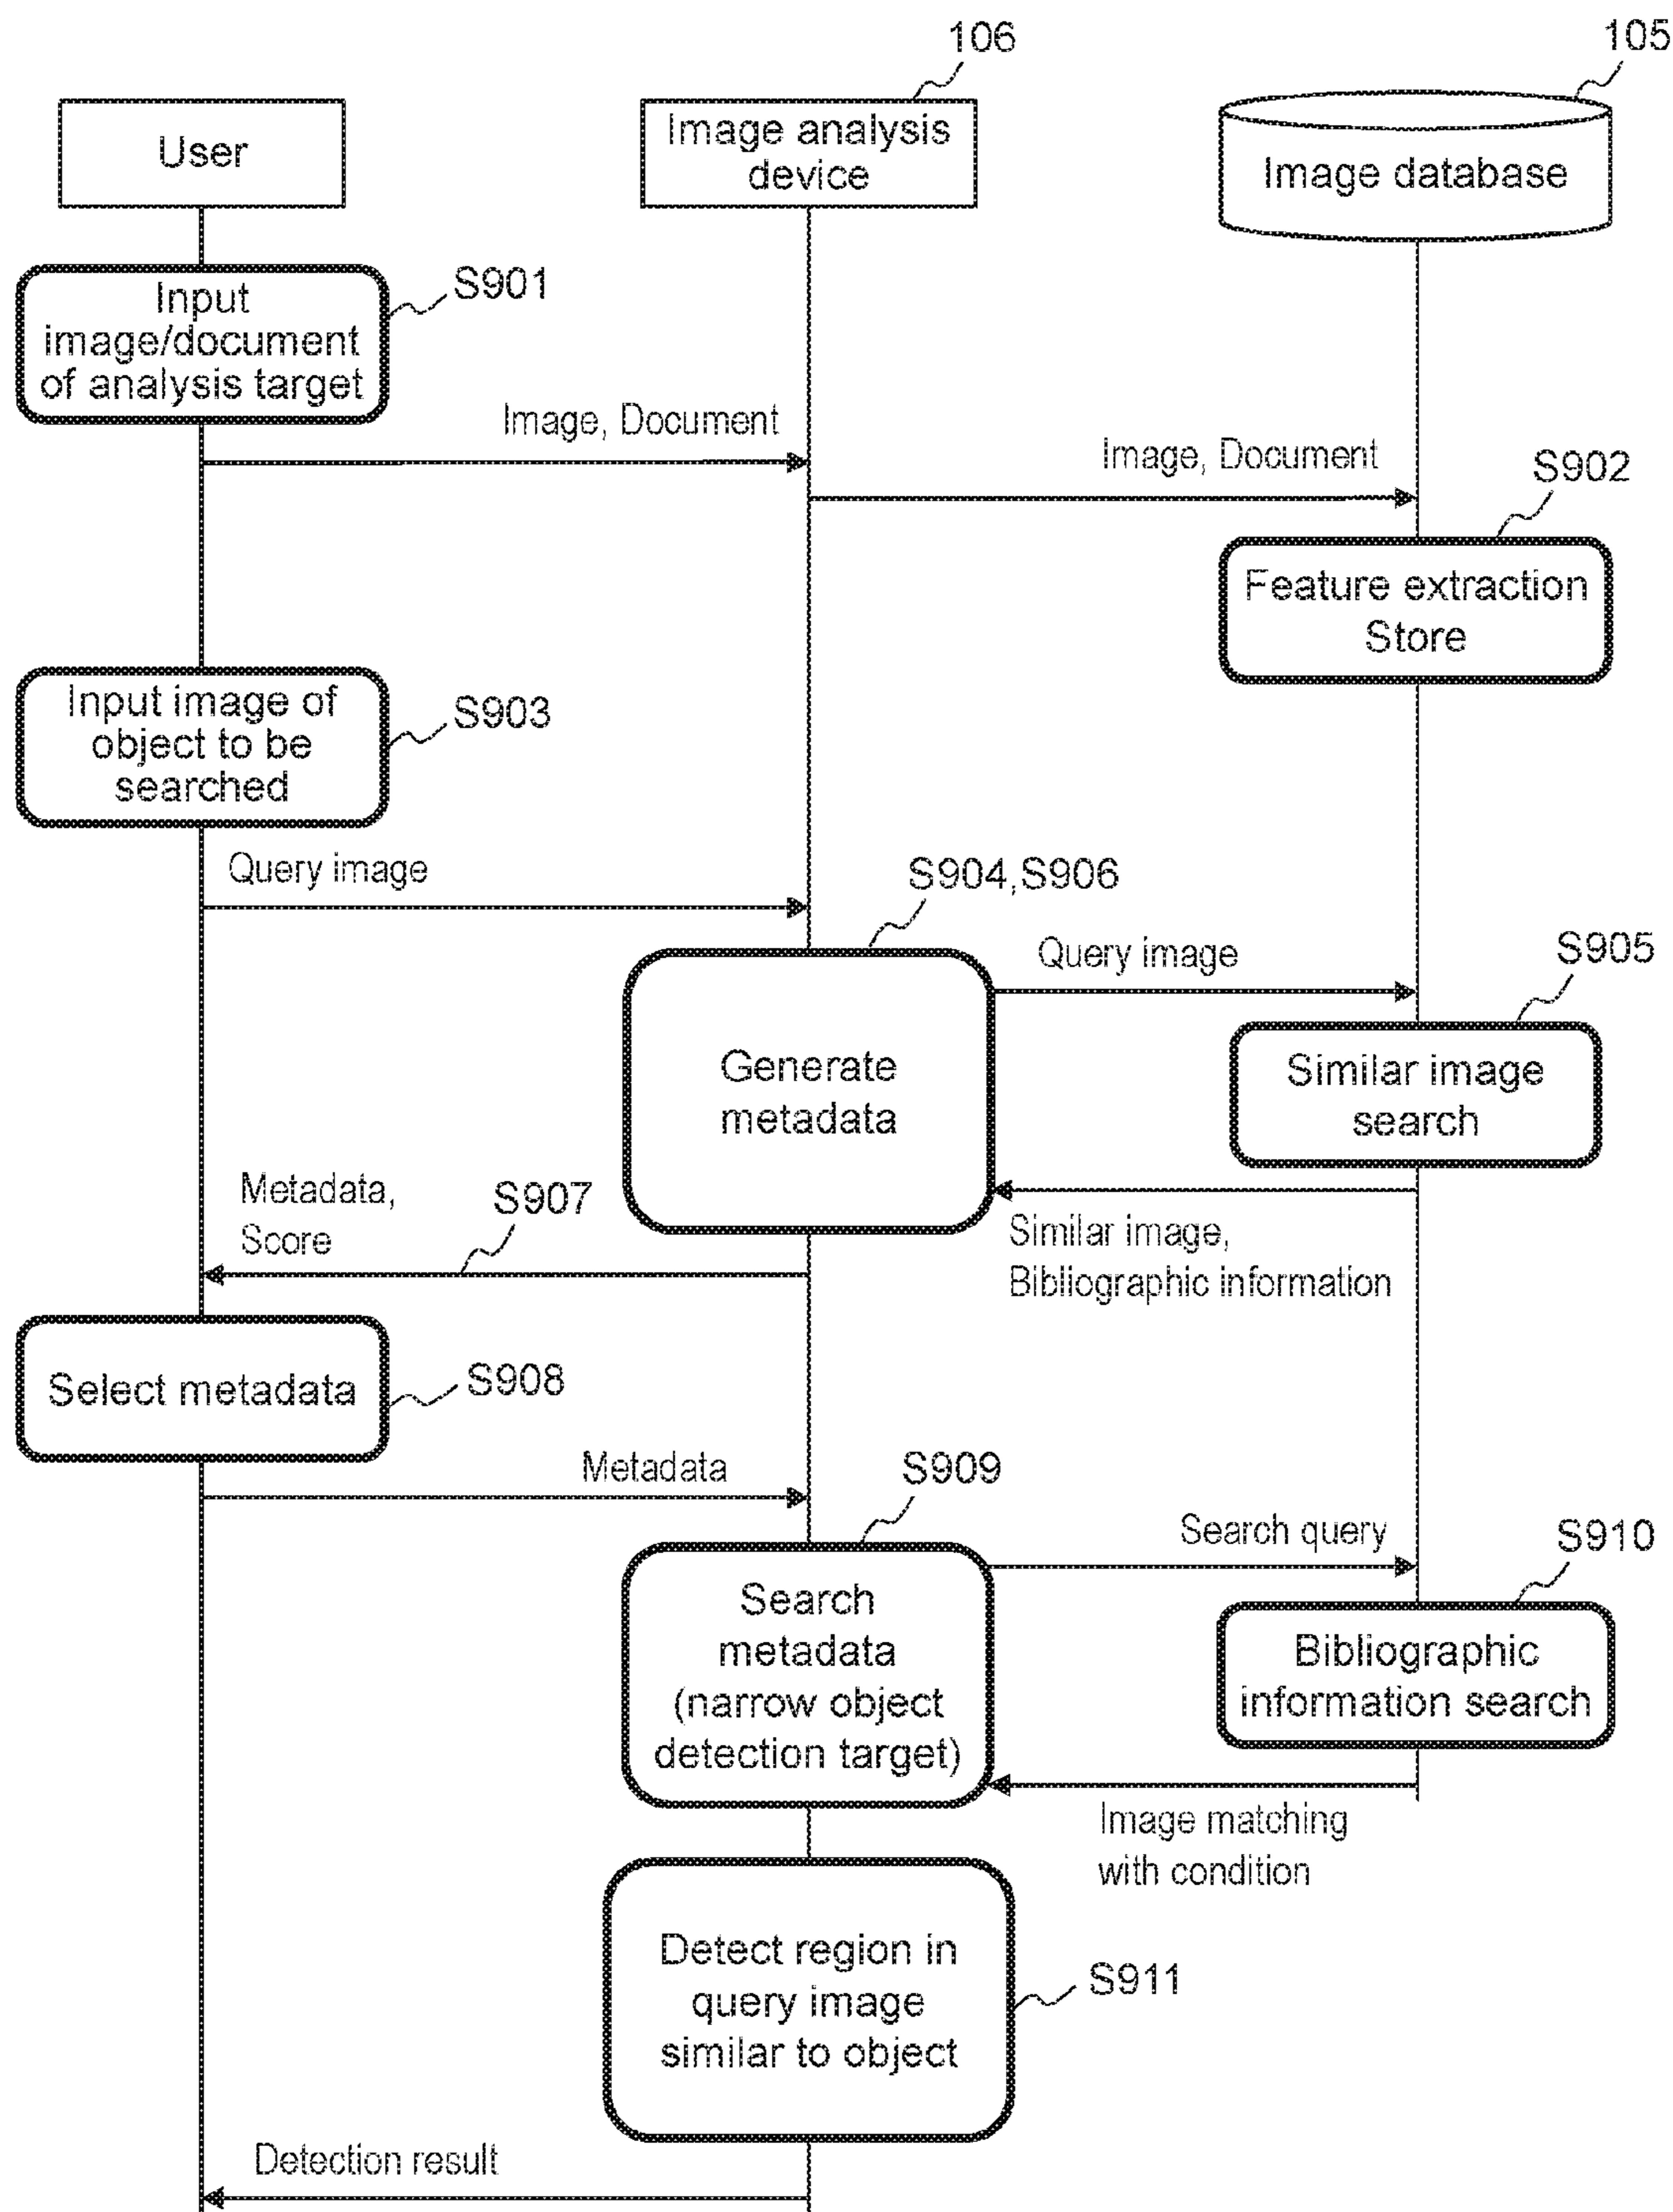 106
105
User
Image analysis
device
Image database
S901
Input
image/document
of analysis target
Image, Document
Image, Document
S902
Feature extraction
Store
S903
Input image of
object to be
searched
Query image
S904,S906
Query image
S905
Generate
metadata
Similar image
search
Metadata,
Score
S907
Similar image,
Bibliographic information
Select metadata
S908
Metadata
S909
Search query
S910
Search
metadata
(narrow object
detection target)
Bibliographic
information search
Image matching
with condition
Detect region in
query image
similar to object
S911
Detection result